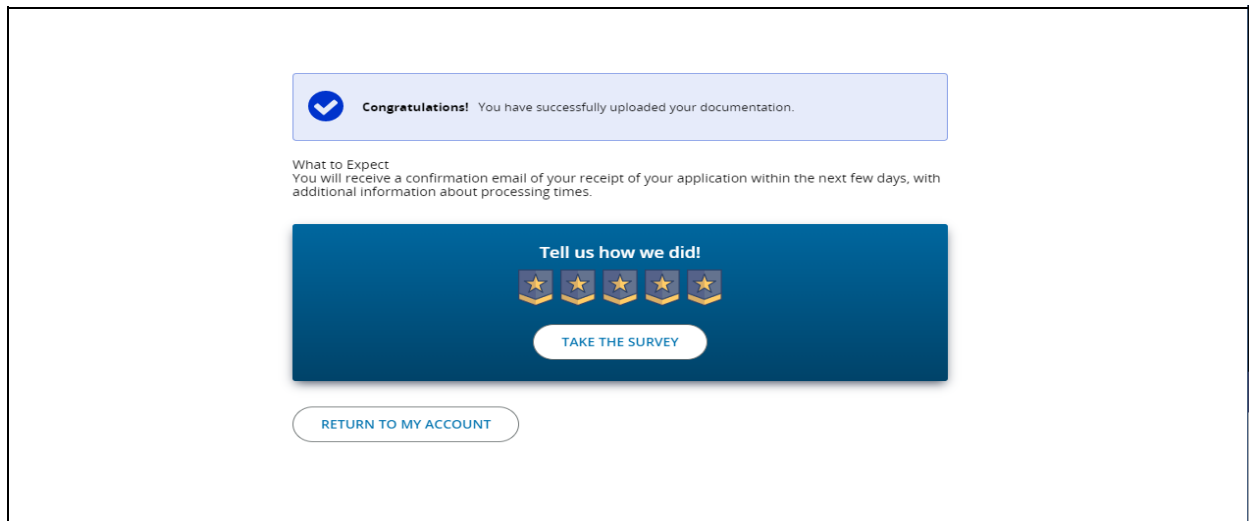 Congratulations! You have successfully uploaded your documentation.
What to Expect
You will receive a confirmation email of your receipt of your application within the next few days, with
additional information about processing times.
Tell us how we did!
TAKE THE SURVEY
RETURN TO MY ACCOUNT